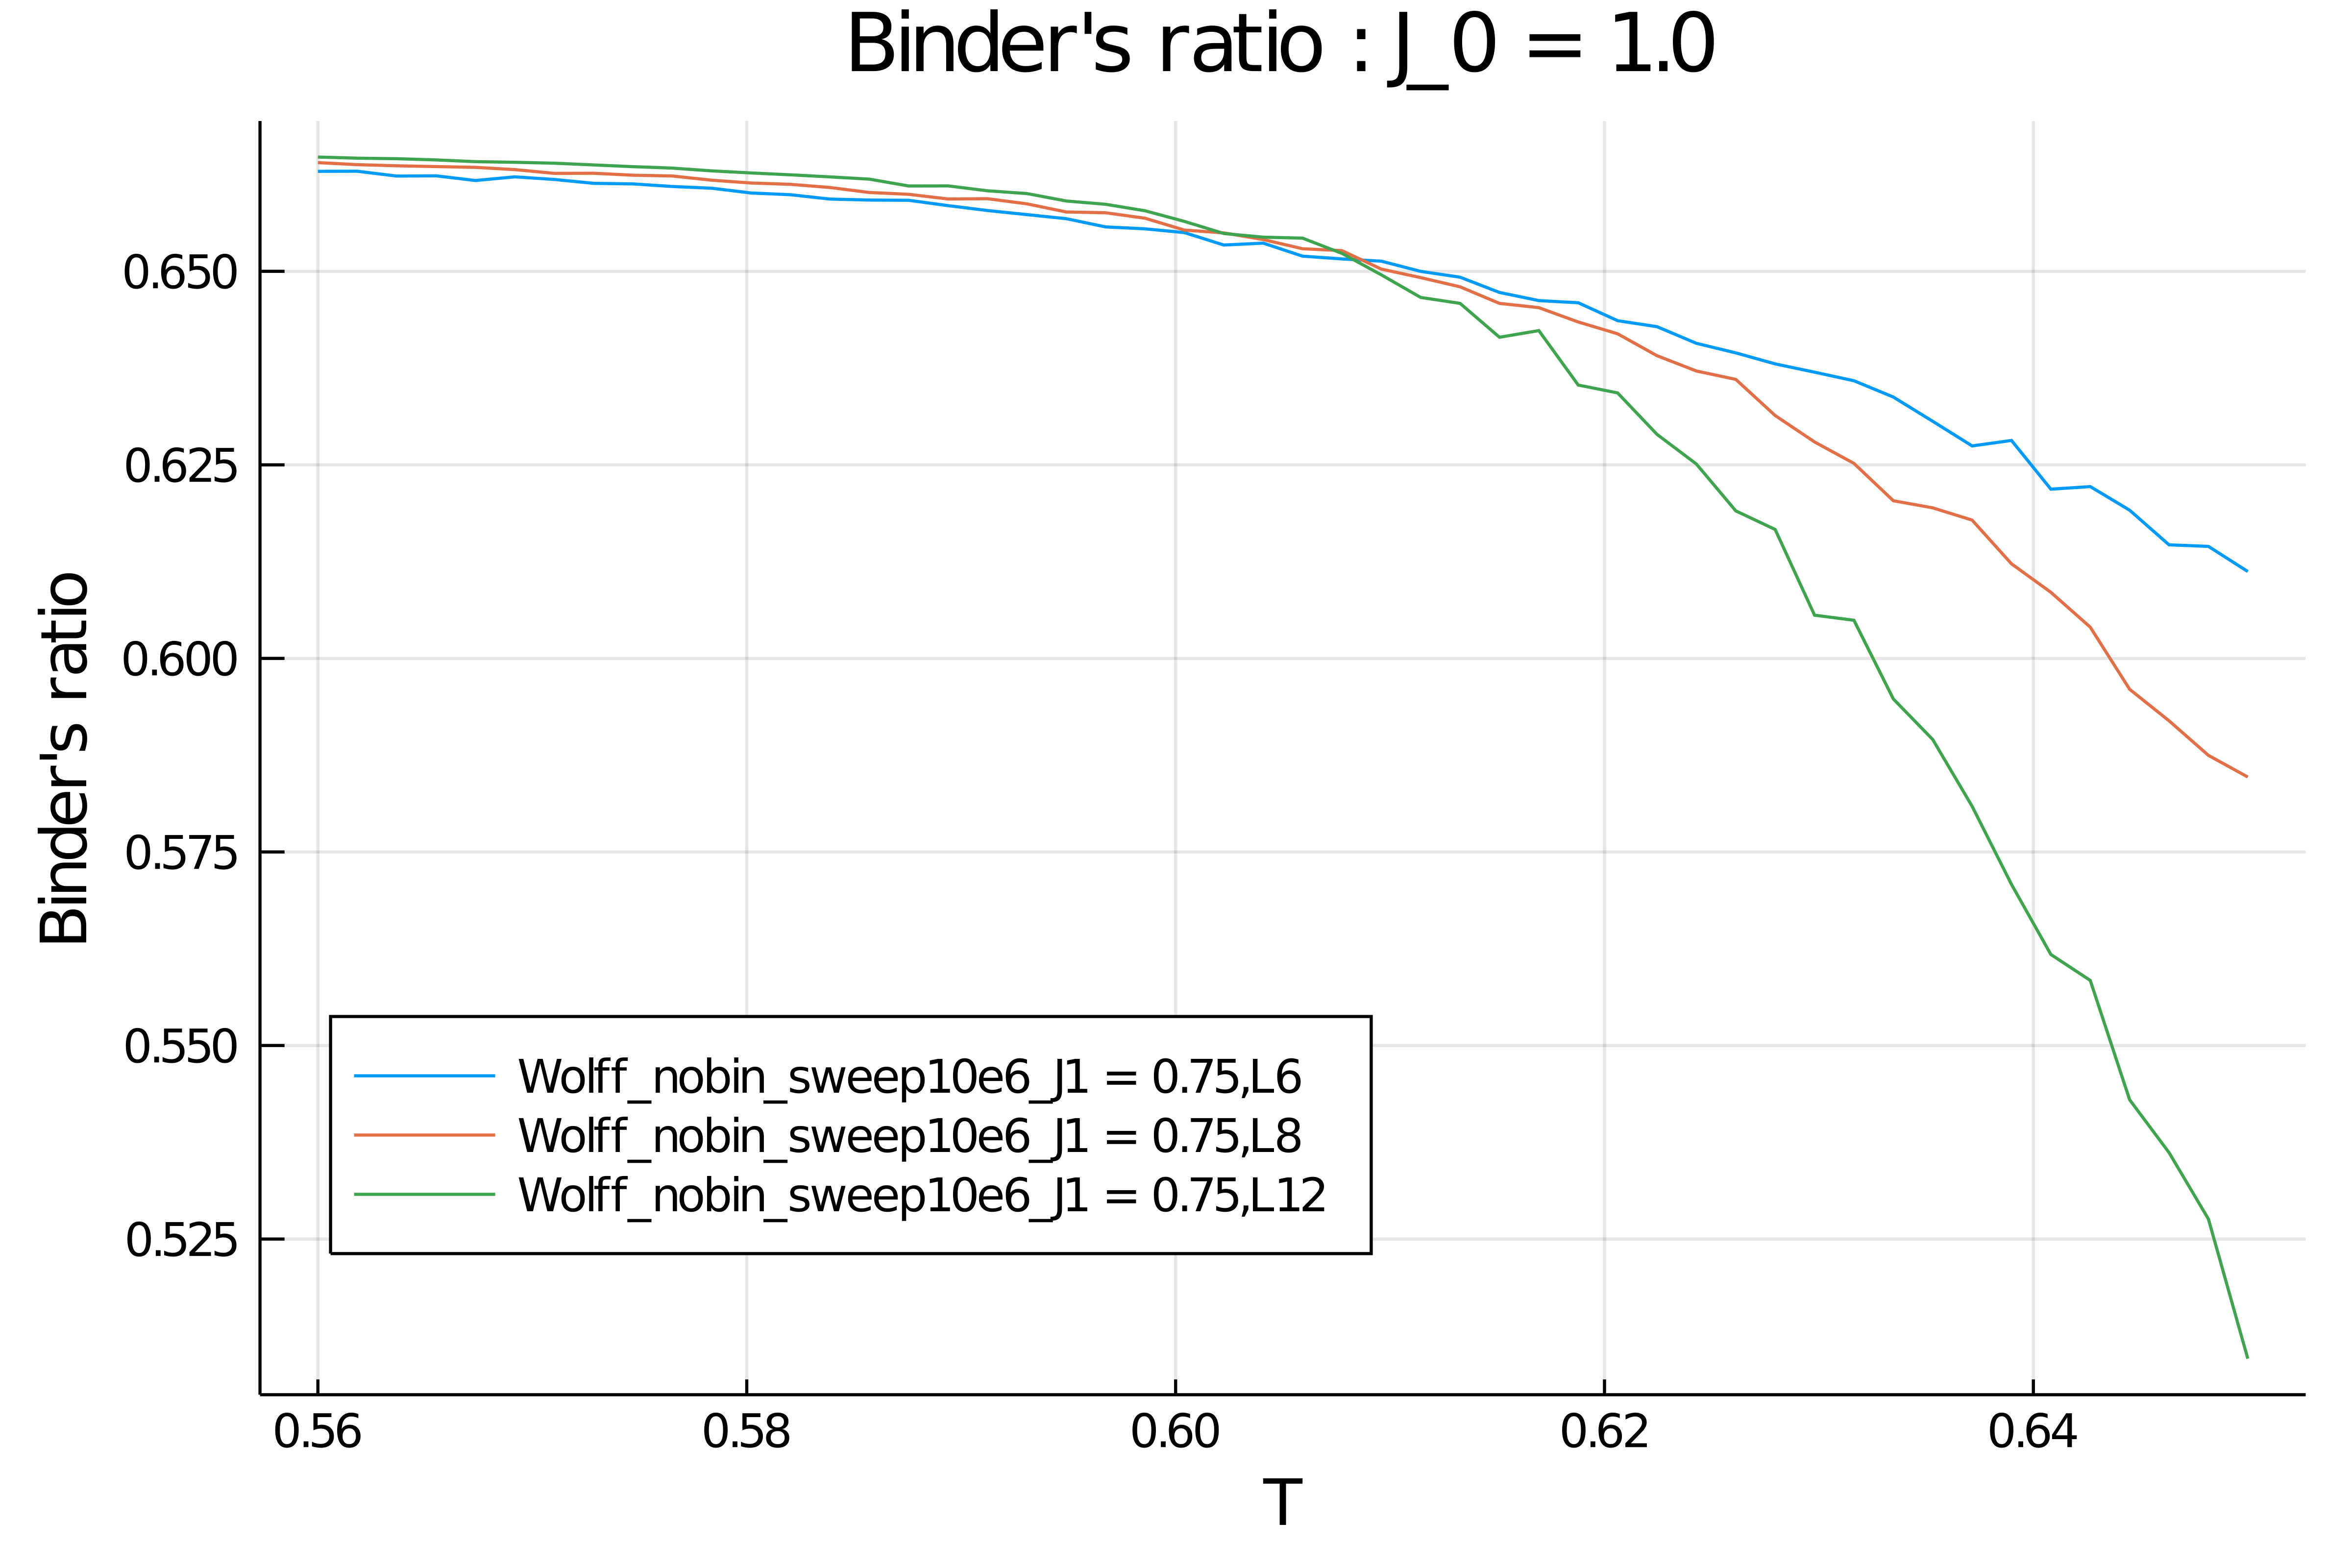 Binder's ratio : J_0 = 1.0
Binder's ratio
0.650
0.625
0.600
0.575
0.550
0.525
Wolff_nobin_sweep10e6_J1 = 0.75,L6
Wolff_nobin_sweep10e6_J1 = 0.75,L8
Wolff_nobin_sweep10e6_J1 = 0.75,L12
0.56 0.58 0.60 0.62 0.64
T